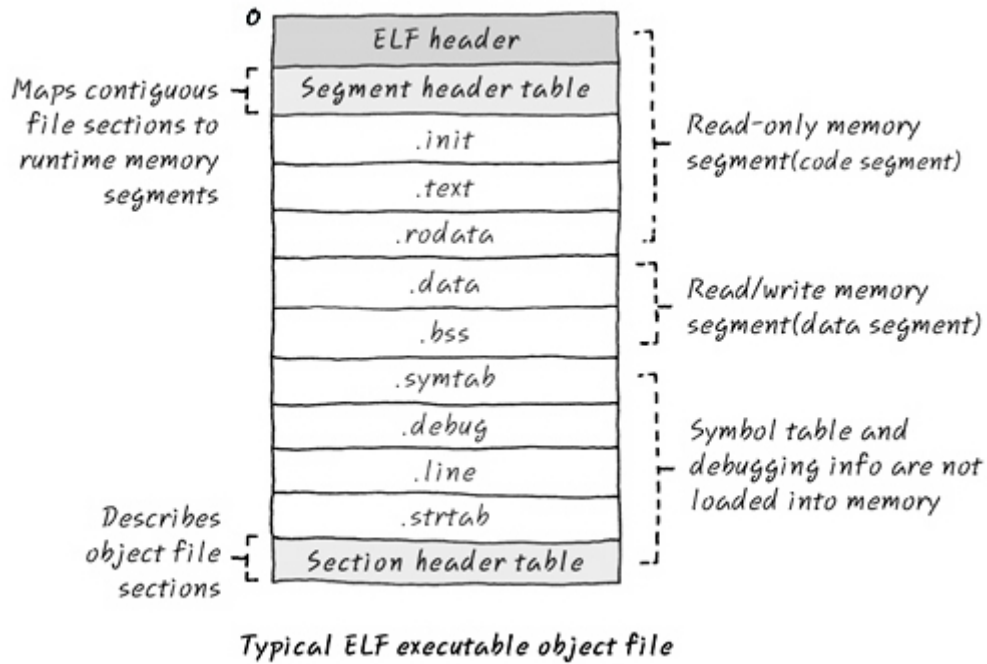 0
ELF header
Segment header table
.init
.text
.rodata
.data
.bss
.symtab
.debug
.line
.strtab
Section header table
Maps contiguous
file sections to
runtime memory
segments
Describes
object file
sections
Read-only memory
segment(code segment)
Read/write memory
segment(data segment)
Symbol table and
debugging info are not
loaded into memory
Typical ELF executable object file